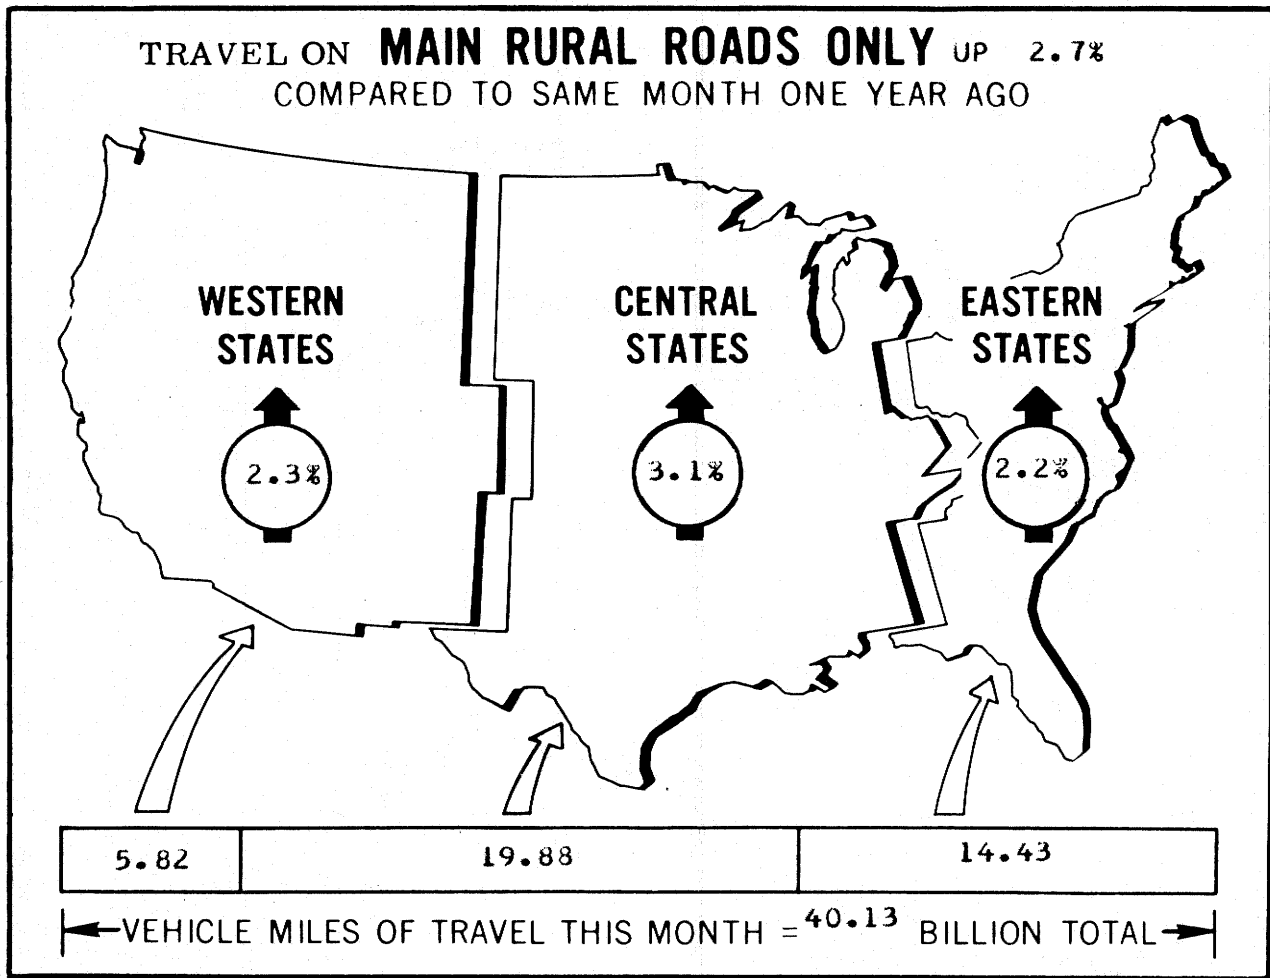 TRAVEL ON MAIN RURAL ROADS ONLY UP 2.7%
COMPARED TO SAME MONTH ONE YEAR AGO
WESTERN
STATES
2.3%
CENTRAL
STATES
3.1%
EASTERN
STATES
2.2%
5.82
19.88
14.43
VEHICLE MILES OF TRAVEL THIS MONTH = 40.13 BILLION TOTAL